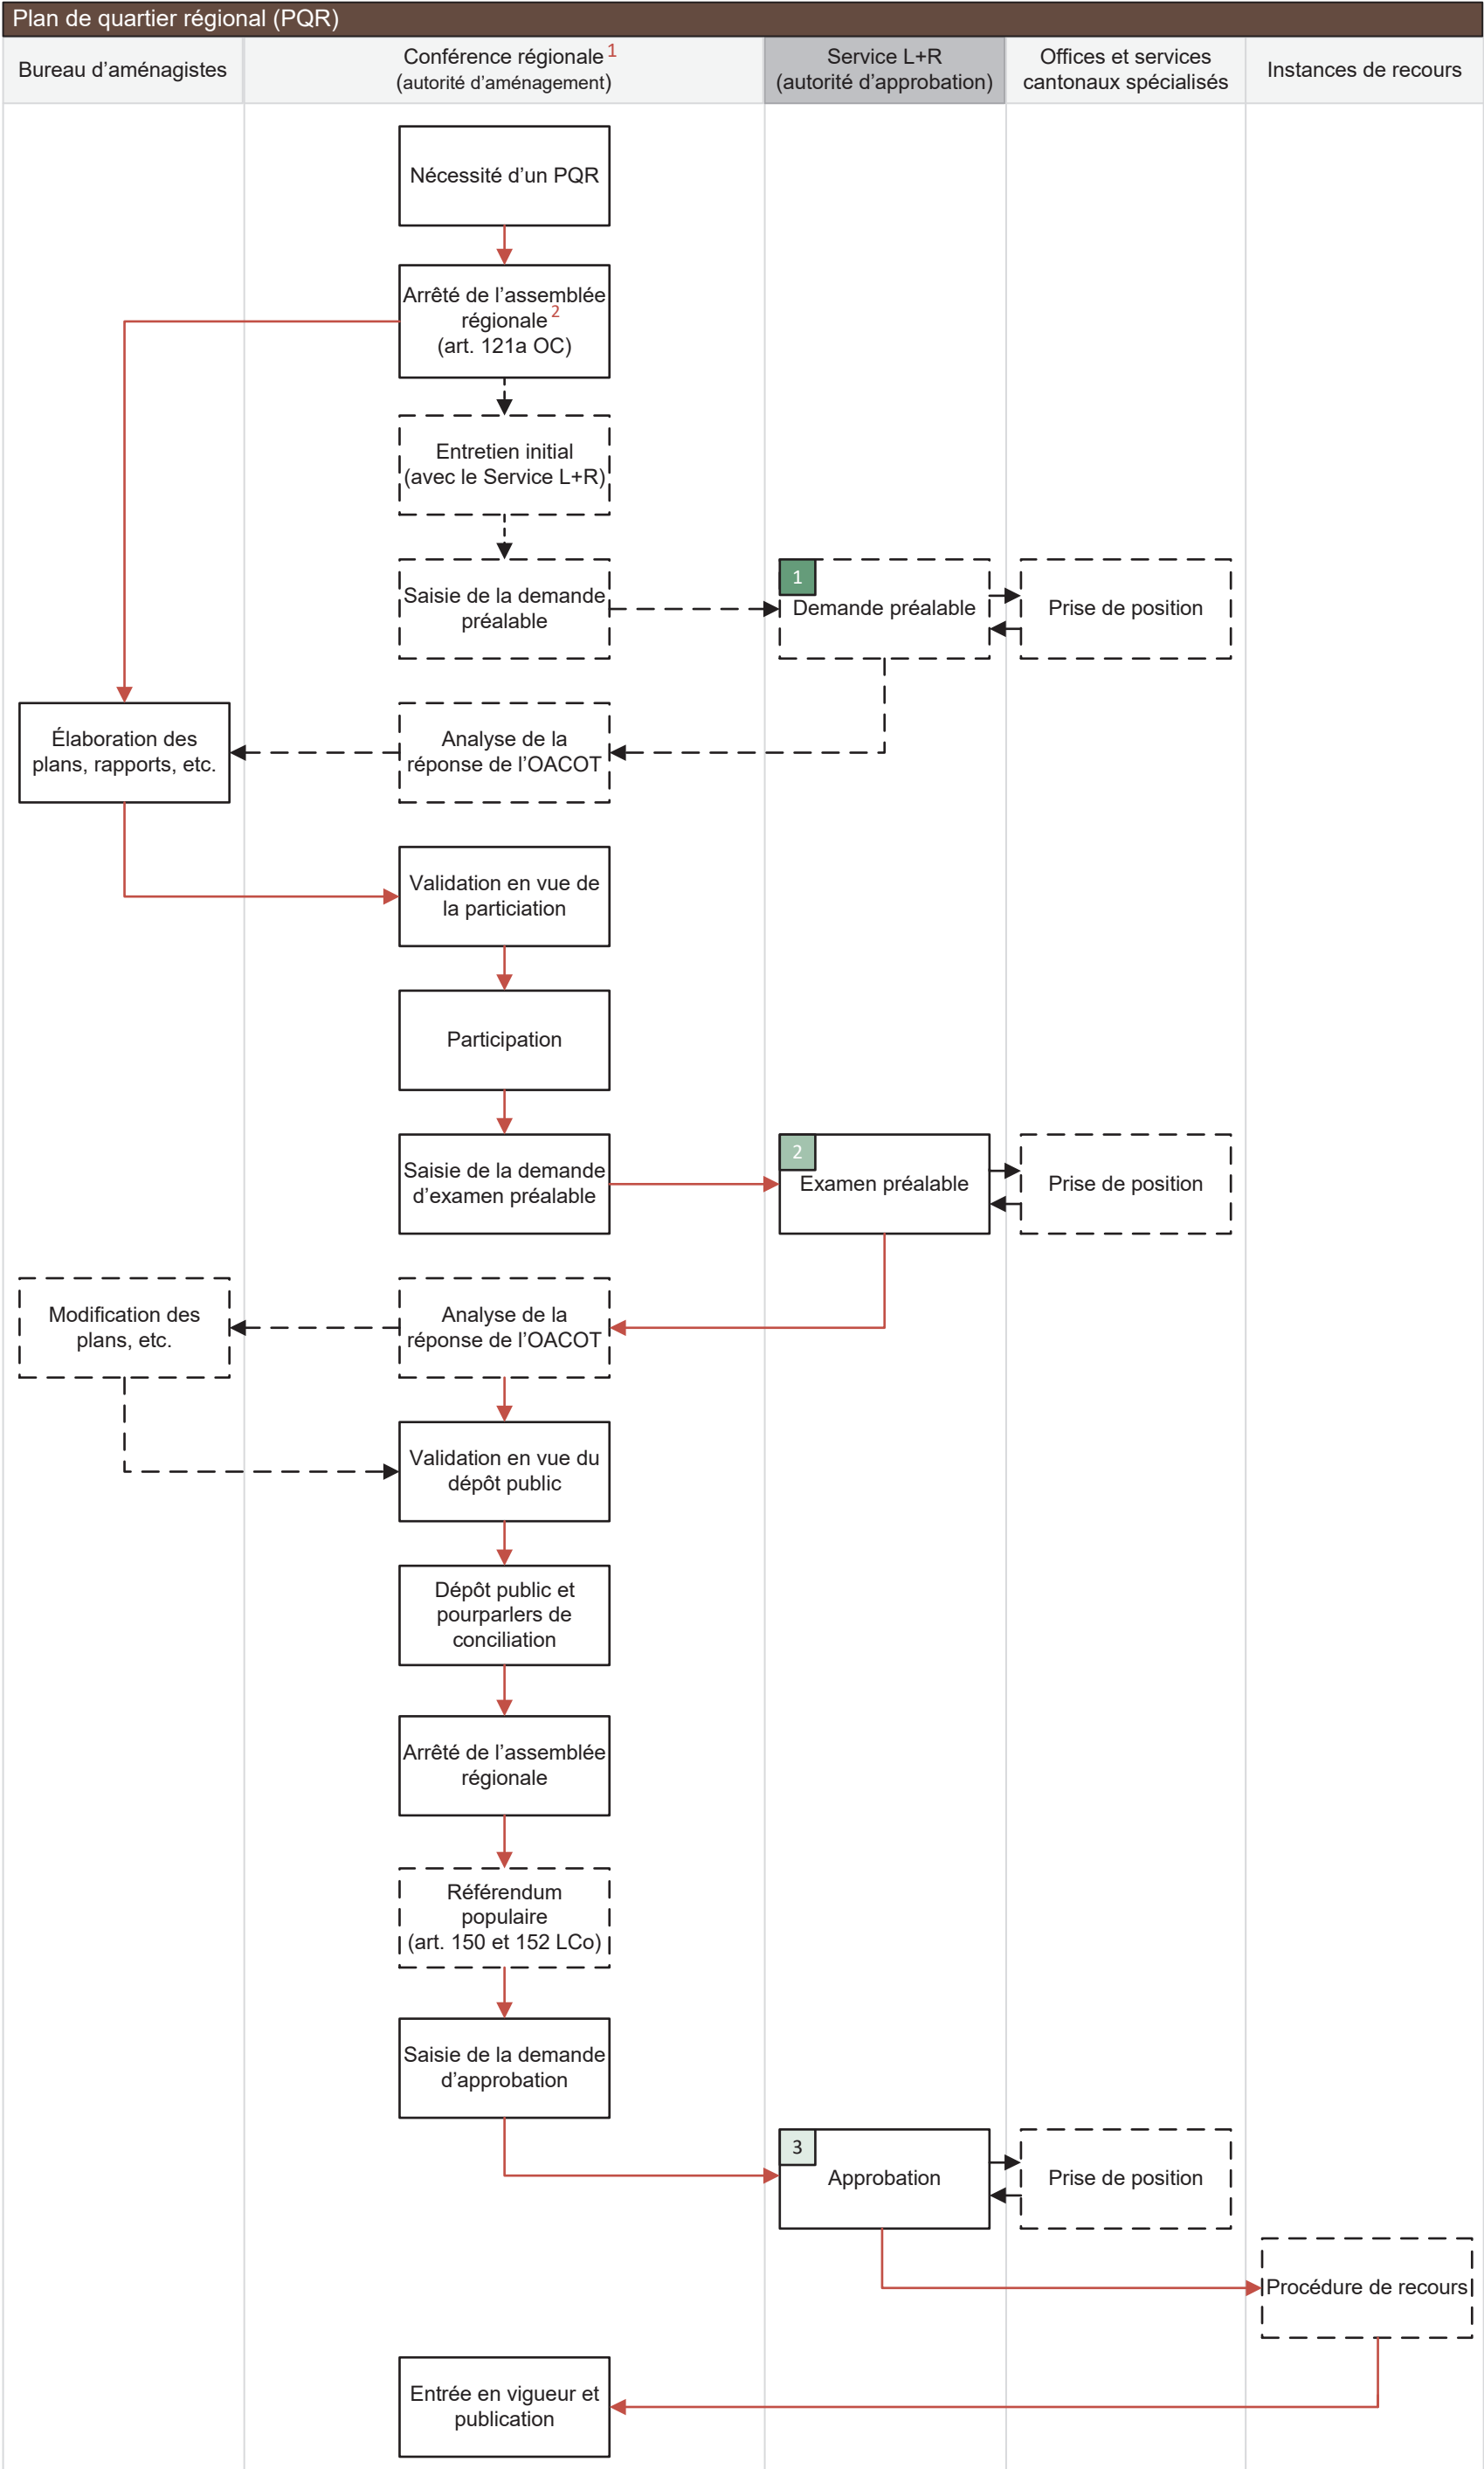 Plan de quartier régional (PQR)
Bureau d’aménagistes
Conférence régionale 1
(autorité d’aménagement)
Service L+R
(autorité d’approbation)
Offices et services
cantonaux spécialisés
Instances de recours
Nécessité d’un PQR
Arrêté de l’assemblée
régionale 2
(art. 121a OC)
Entretien initial
(avec le Service L+R)
Saisie de la demande
préalable
1
Demande préalable
Prise de position
Élaboration des
plans, rapports, etc.
Analyse de la
réponse de l’OACOT
Validation en vue de
la particiation
Participation
Saisie de la demande
d’examen préalable
2
Examen préalable
Prise de position
Modification des
plans, etc.
Analyse de la
réponse de l’OACOT
Validation en vue du
dépôt public
Dépôt public et
pourparlers de
conciliation
Arrêté de l’assemblée
régionale
Référendum
populaire
(art. 150 et 152 LCo)
Saisie de la demande
d’approbation
3
Approbation
Prise de position
Procédure de recours
Entrée en vigueur et
publication